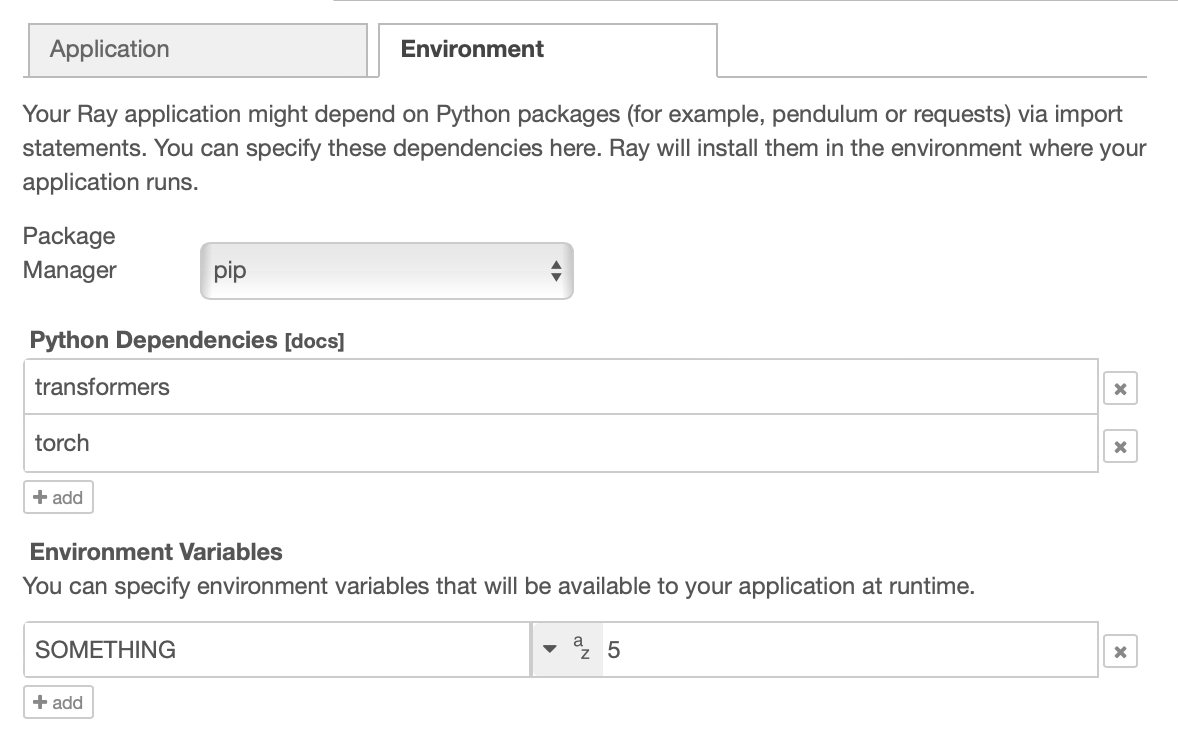 Application
Environment
Your Ray application might depend on Python packages (for example, pendulum or requests) via import
statements. You can specify these dependencies here. Ray will install them in the environment where your
application runs.
Package
Manager
pip
Python Dependencies [docs]
transformers
torch
+ add
Environment Variables
You can specify environment variables that will be available to your application at runtime.
SOMETHING
a z 5
+ add